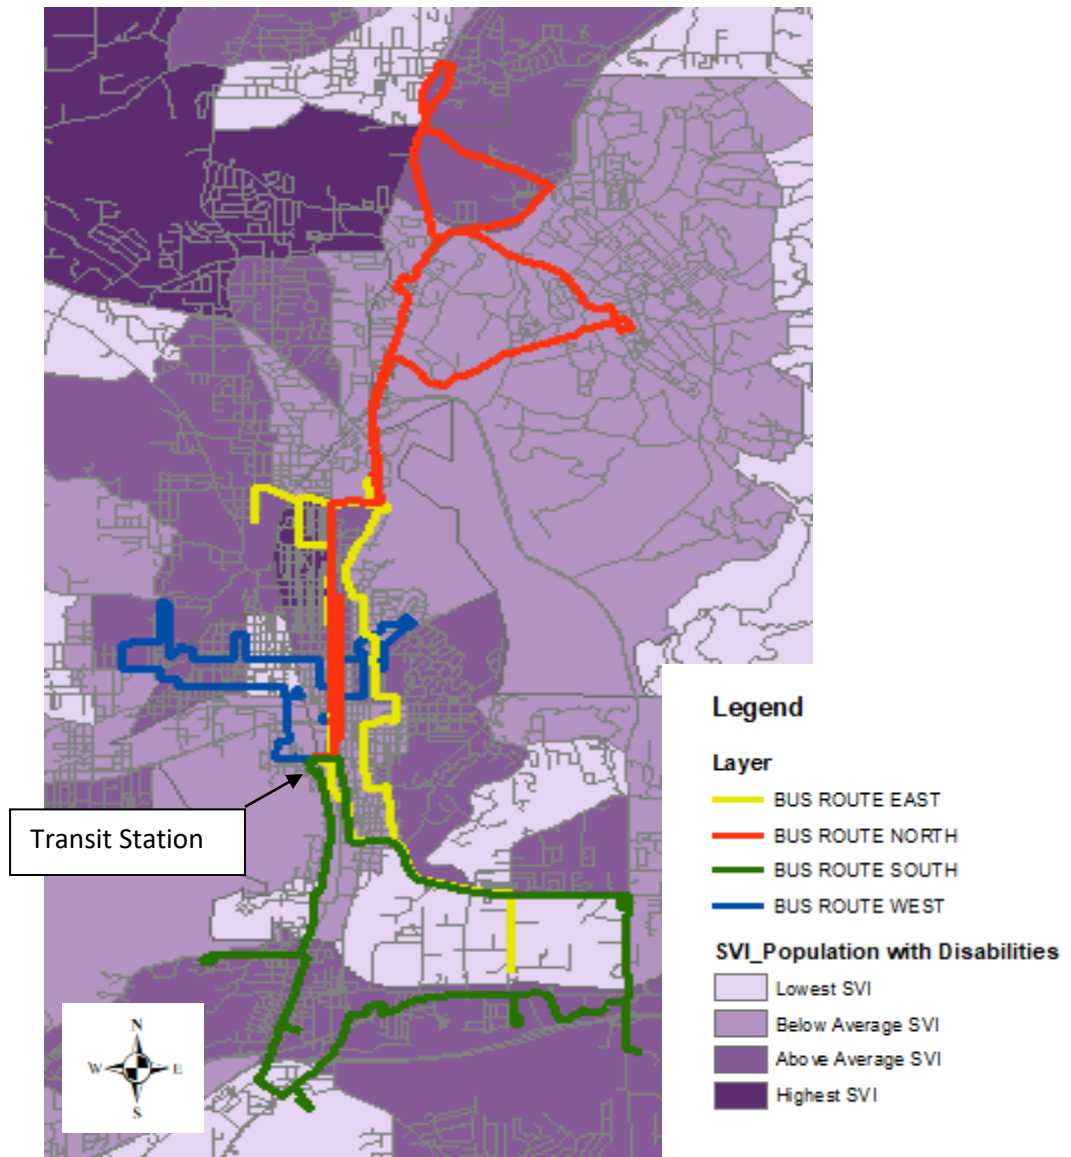 Transit Station
N
W E
S
Legend
Layer
BUS ROUTE EAST
BUS ROUTE NORTH
BUS ROUTE SOUTH
BUS ROUTE WEST
SVI_Population with Disabilities
Lowest SVI
Below Average SVI
Above Average SVI
Highest SVI